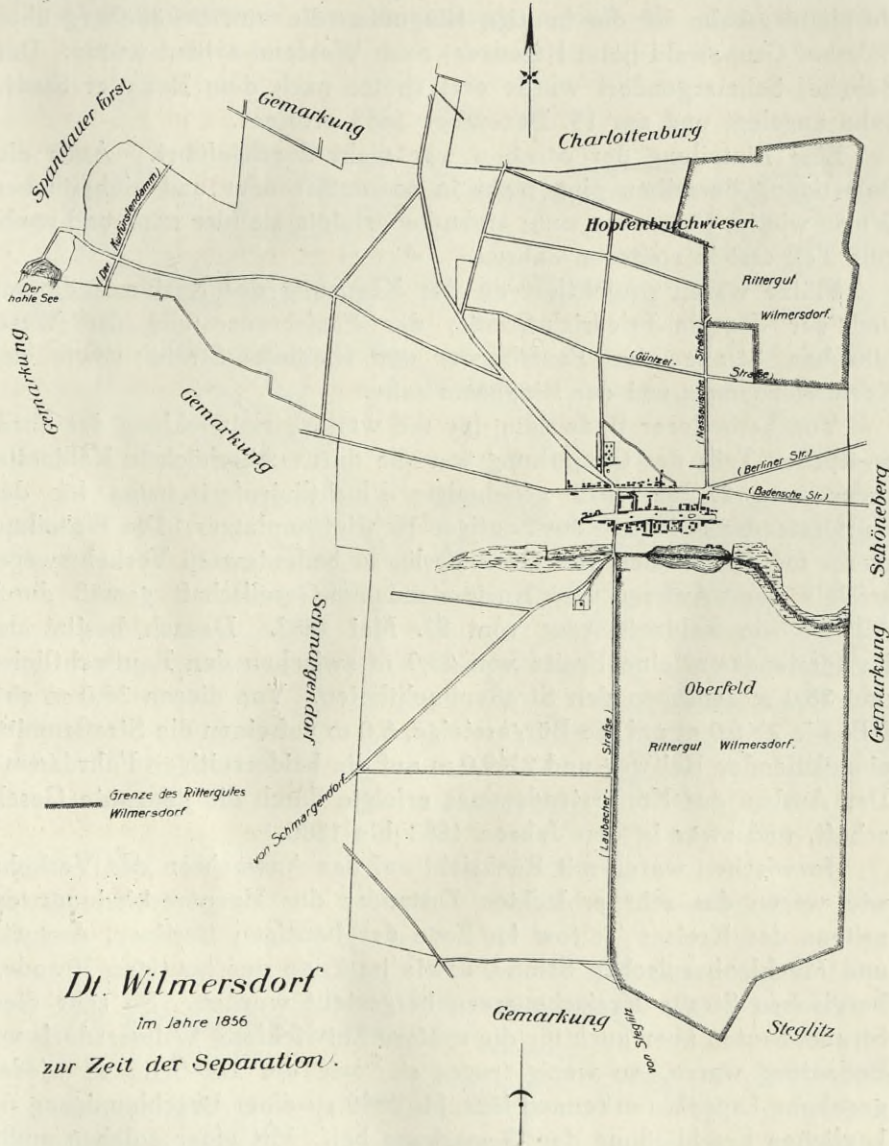 Gemarkung
Charlottenburg
Spandauer Forst
(Der Kurfürstendamm)
Hopfenbruchwiesen.
Der
hohle See
Rittergut
Wilmersdorf.
Gemarkung
(Güntzel-
Straße)
(Nassauische Straße)
Gemarkung
(Berliner Str.)
(Badensche Str)
Gemarkung Schöneberg
Schmargendorf
Oberfeld
Rittergut Wilmersdorf.
(Laubacher- Straße)
Grenze des Rittergutes
Wilmersdorf
von Schmargendorf
Dt. Wilmersdorf
im Jahre 1856
zur Zeit der Separation.
Gemarkung
Steglitz
von Steglitz